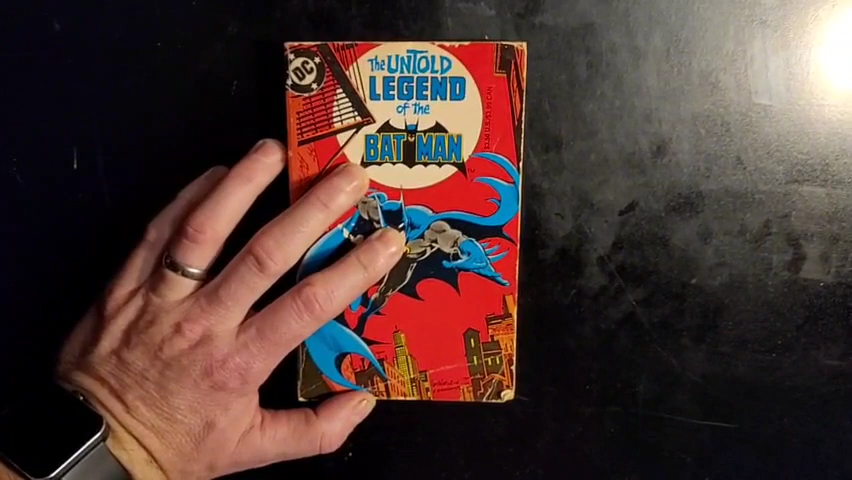 DC
The UNTOLD
LEGEND
of the
BATMAN